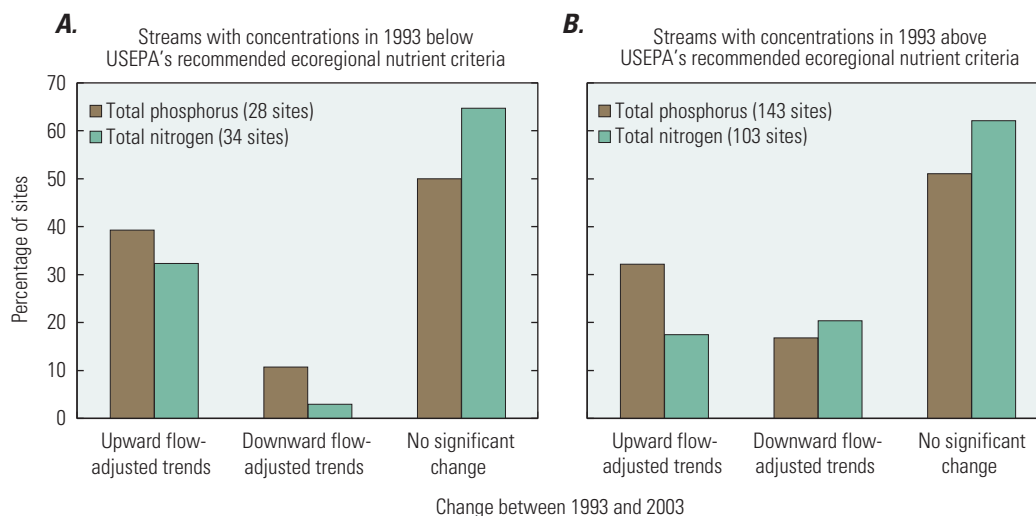 A.
Streams with concentrations in 1993 below
USEPA's recommended ecoregional nutrient criteria
B.
Streams with concentrations in 1993 above
USEPA's recommended ecoregional nutrient criteria
Percentage of sites
70
60
50
40
30
20
10
0
Total phosphorus (28 sites)
Total nitrogen (34 sites)
Total phosphorus (143 sites)
Total nitrogen (103 sites)
Upward flow-
adjusted trends
Downward flow-
adjusted trends
No significant
change
Upward flow-
adjusted trends
Downward flow-
adjusted trends
No significant
change
Change between 1993 and 2003